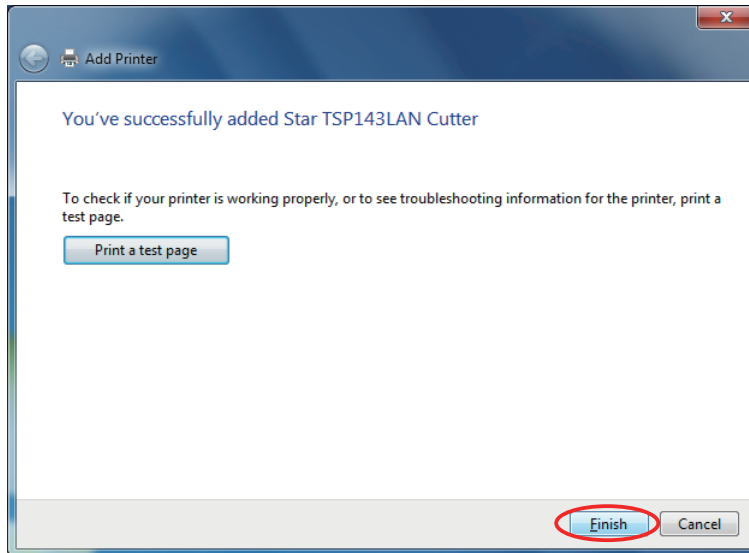 x
Add Printer
You've successfully added Star TSP143LAN Cutter
To check if your printer is working properly, or to see troubleshooting information for the printer, print a
test page.
Print a test page
Finish
Cancel